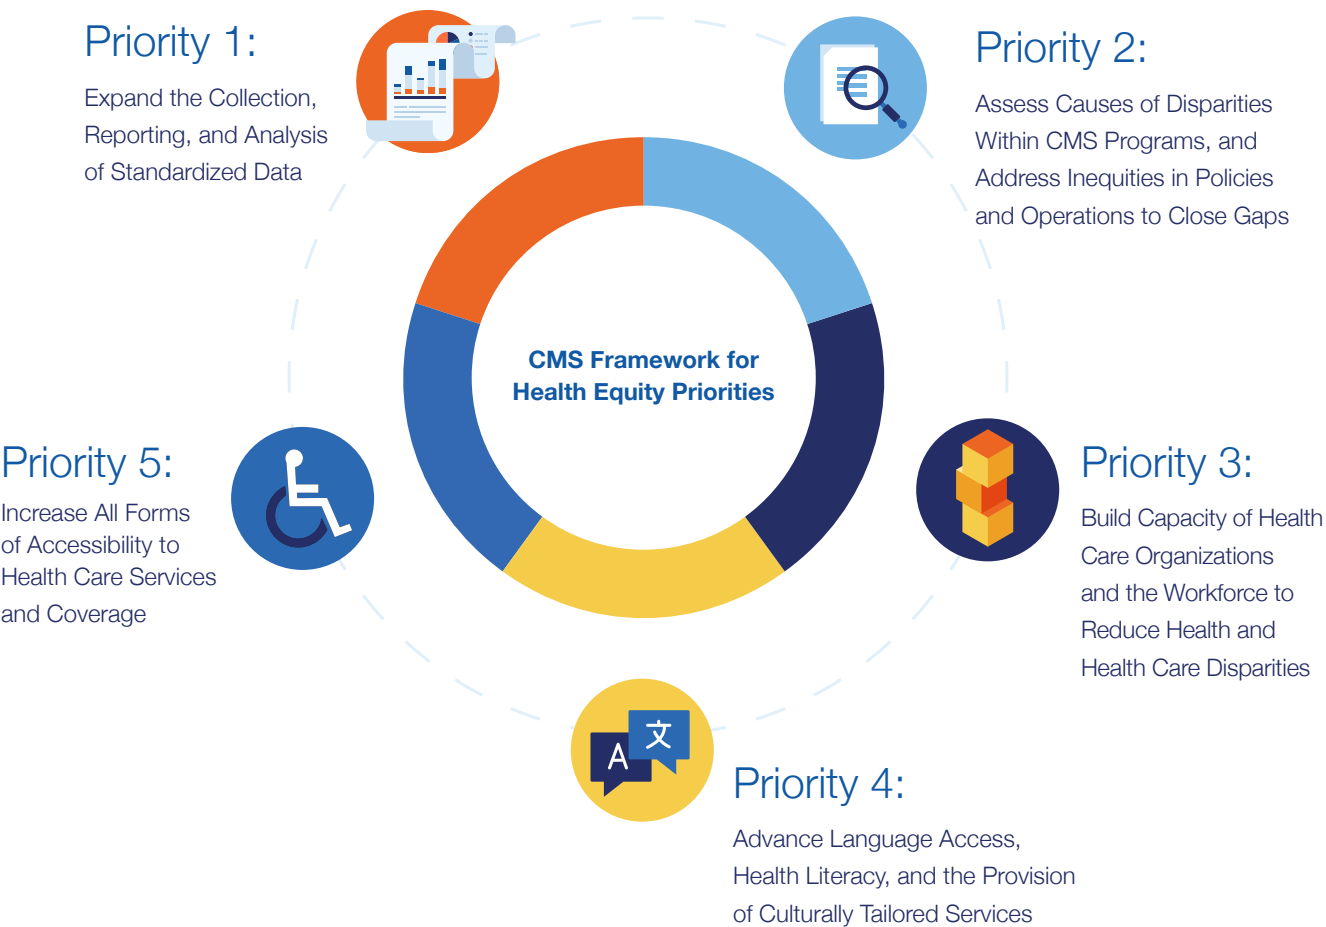 Priority 1:
Expand the Collection,
Reporting, and Analysis
of Standardized Data
Priority 2:
Assess Causes of Disparities
Within CMS Programs, and
Address Inequities in Policies
and Operations to Close Gaps
CMS Framework for
Health Equity Priorities
Priority 3:
Build Capacity of Health
Care Organizations
and the Workforce to
Reduce Health and
Health Care Disparities
Priority 4:
Advance Language Access,
Health Literacy, and the Provision
of Culturally Tailored Services
A
文
Priority 5:
Increase All Forms
of Accessibility to
Health Care Services
and Coverage